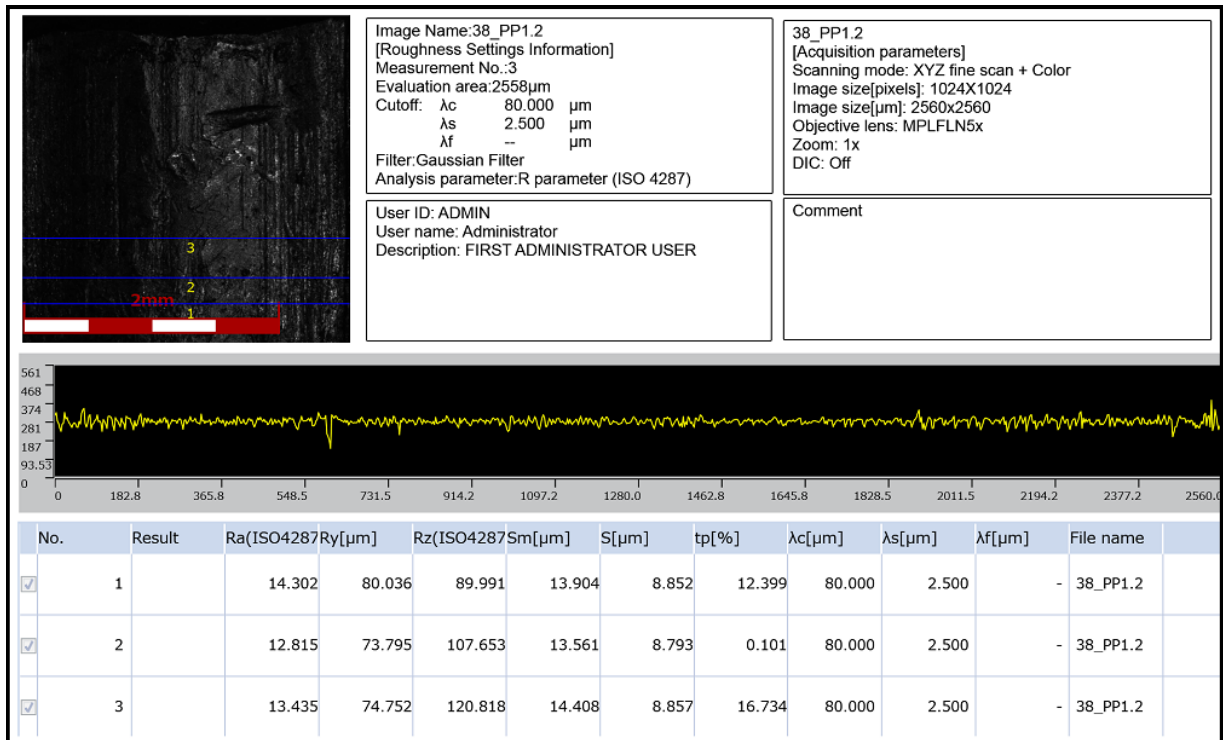 Image Name:38_PP1.2
[Roughness Settings Information]
Measurement No.:3
Evaluation area:2558µm
Cutoff: λc 80.000 µm
λs 2.500 µm
λf -- µm
Filter:Gaussian Filter
Analysis parameter:R parameter (ISO 4287)
38_PP1.2
[Acquisition parameters]
Scanning mode: XYZ fine scan + Color
Image size[pixels]: 1024X1024
Image size[µm]: 2560x2560
Objective lens: MPLFLN5x
Zoom: 1x
DIC: Off
User ID: ADMIN
User name: Administrator
Description: FIRST ADMINISTRATOR USER
Comment
3
2
2mm
1
561
468
374
281
187
93.53
0
0 182.8 365.8 548.5 731.5 914.2 1097.2 1280.0 1462.8 1645.8 1828.5 2011.5 2194.2 2377.2 2560.0
No. Result Ra(ISO4287 Ry[µm] Rz(ISO4287 Sm[µm] S[µm] tp[%] λc[µm] λs[µm] λf[µm] File name
1 14.302 80.036 89.991 13.904 8.852 12.399 80.000 2.500 - 38_PP1.2
2 12.815 73.795 107.653 13.561 8.793 0.101 80.000 2.500 - 38_PP1.2
3 13.435 74.752 120.818 14.408 8.857 16.734 80.000 2.500 - 38_PP1.2